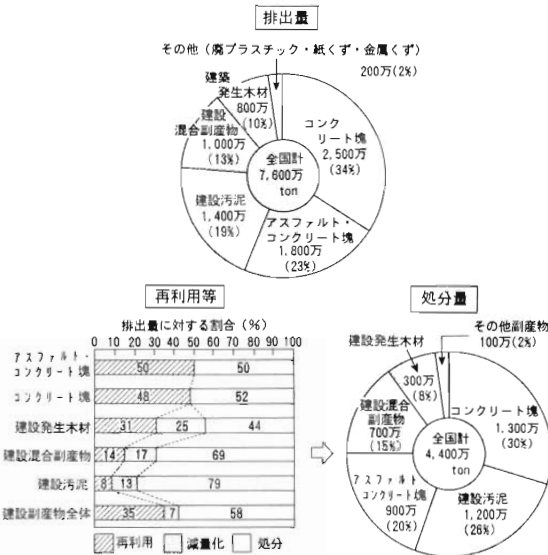 排出量
その他（廃プラスチック・紙くず・金属くず）
200万(2%)
建築
発生木材
800万
(10%)
建設
混合副産物
1,000万
(13%)
コンク
リート塊
2,500万
(34%)
全国計
7,600万
ton
建設汚泥
1,400万
(19%)
アスファルト・
コンクリート塊
1,800万
(23%)
再利用等
排出量に対する割合（%）
0 10 20 30 40 50 60 70 80 90 100
アスファルト・
コンクリート塊
50 50
コンクリート塊
48 52
建設発生木材
31 25 44
建設混合副産物
14 17 69
建設汚泥
8 13 79
建設副産物全体
35 7 58
再利用 減量化 処分
処分量
その他副産物
100万(2%)
建設発生木材
300万
(8%)
建設混合
副産物
700万
(15%)
コンクリート塊
1,300万
(30%)
全国計
4,400万
ton
アスファルト
コンクリート塊
900万
(20%)
建設汚泥
1,200万
(26%)